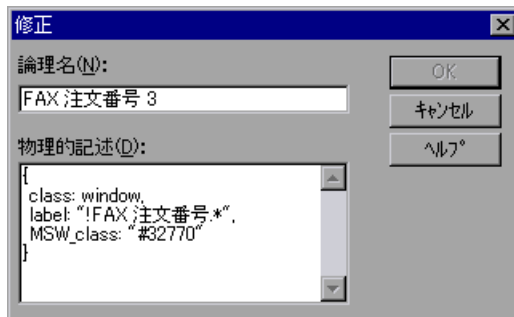 修正
論理名(N):
OK
FAX 注文番号 3
キャンセル
物理的記述(D):
ヘルプ
{
class: window,
label: "!FAX 注文番号.*",
MSW_class: "#32770"
}